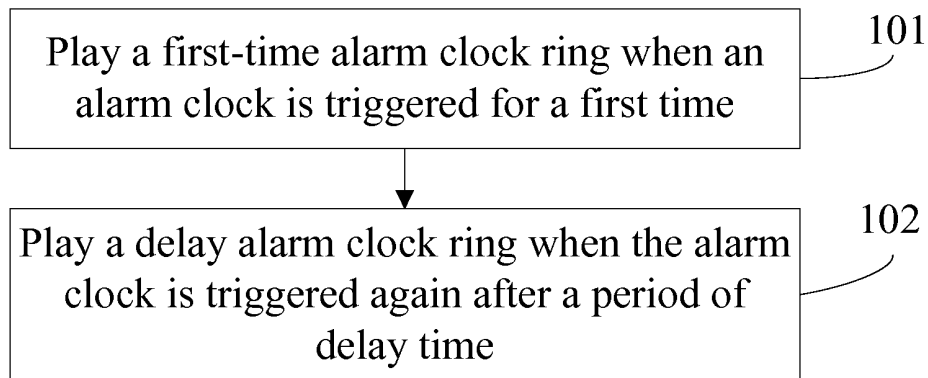 Play a first-time alarm clock ring when an
alarm clock is triggered for a first time
101
Play a delay alarm clock ring when the alarm
clock is triggered again after a period of
delay time
102